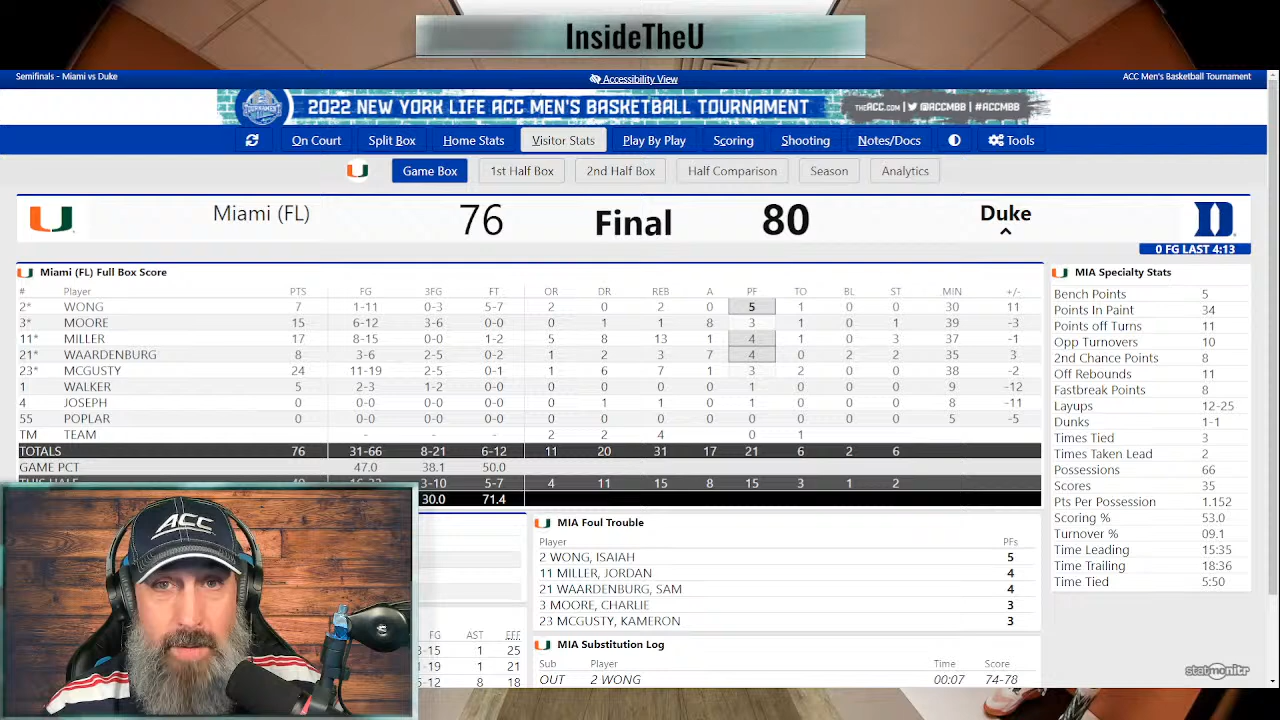 InsideTheU
Semifinals - Miami vs Duke
Accessibility View
ACC Men's Basketball Tournament
2022 NEW YORK LIFE ACC MEN'S BASKETBALL TOURNAMENT
THEACC.COM | @ACCMBB | #ACCMBB
On Court Split Box Home Stats Visitor Stats Play By Play Scoring Shooting Notes/Docs Tools
Game Box 1st Half Box 2nd Half Box Half Comparison Season Analytics
Miami (FL) 76 Final 80 Duke
0 FG LAST 4:13
Miami (FL) Full Box Score
# Player PTS FG 3FG FT OR DR REB A PF TO BL ST MIN +/-
2* WONG 7 1-11 0-3 5-7 2 0 2 0 5 1 0 0 30 11
3* MOORE 15 6-12 3-6 0-0 0 1 1 8 3 1 0 1 39 -3
11* MILLER 17 8-15 0-0 1-2 5 8 13 1 4 1 0 3 37 -1
21* WAARDENBURG 8 3-6 2-5 0-2 1 2 3 7 4 0 2 2 35 3
23* MCGUSTY 24 11-19 2-5 0-1 1 6 7 1 3 2 0 0 38 -2
1 WALKER 5 2-3 1-2 0-0 0 0 0 0 1 0 0 0 9 -12
4 JOSEPH 0 0-0 0-0 0-0 0 1 1 0 1 0 0 0 8 -11
55 POPLAR 0 0-0 0-0 0-0 0 0 0 0 0 0 0 0 5 -5
TM TEAM - - - 2 2 4 0 1
TOTALS 76 31-66 8-21 6-12 11 20 31 17 21 6 2 6
GAME PCT 47.0 38.1 50.0
THIS HALF 40 16-32 3-10 5-7 4 11 15 8 15 3 1 2
30.0 71.4
MIA Specialty Stats
Bench Points 5
Points In Paint 34
Points off Turns 11
Opp Turnovers 10
2nd Chance Points 8
Off Rebounds 11
Fastbreak Points 8
Layups 12-25
Dunks 1-1
Times Tied 3
Times Taken Lead 2
Possessions 66
Scores 35
Pts Per Possession 1.152
Scoring % 53.0
Turnover % 09.1
Time Leading 15:35
Time Trailing 18:36
Time Tied 5:50
MIA Foul Trouble
Player PFs
2 WONG, ISAIAH 5
11 MILLER, JORDAN 4
21 WAARDENBURG, SAM 4
3 MOORE, CHARLIE 3
23 MCGUSTY, KAMERON 3
FG AST EFF
8-15 1 25
1-19 1 21
5-12 8 18
MIA Substitution Log
Sub Player Time Score
OUT 2 WONG 00:07 74-78
statmonitr
ACC